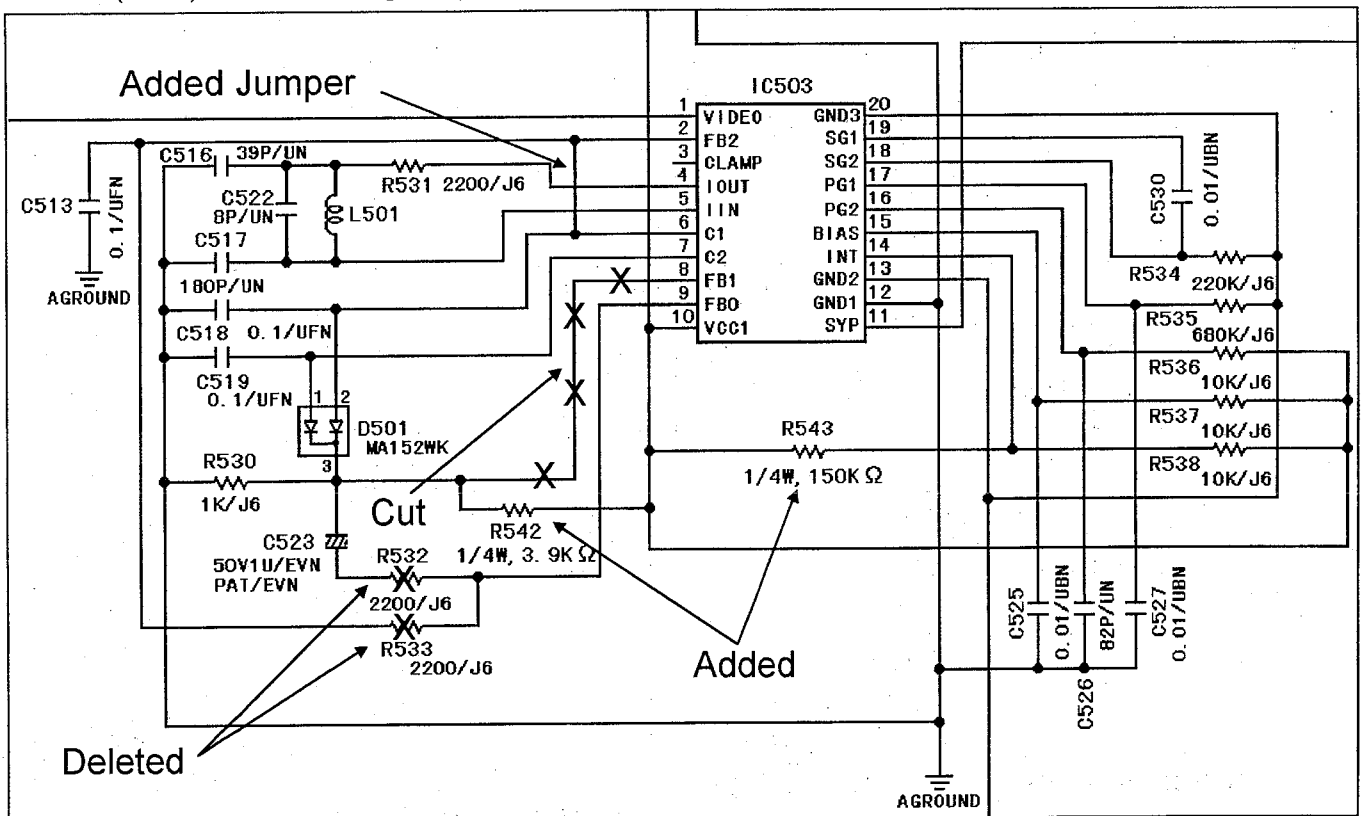 Added Jumper
IC503
1 VIDEO GND3 20
2 FB2 SG1 19
3 CLAMP SG2 18
4 IOUT PG1 17
5 IIN PG2 16
6 C1 BIAS 15
7 C2 INT 14
8 FB1 GND2 13
9 FB0 GND1 12
10 VCC1 SYP 11
C516 39P/UN
R531 2200/J6
C522
8P/UN
L501
C513
0.1/UFN
C517
180P/UN
AGROUND
C518 0.1/UFN
C519
0.1/UFN
1 2
D501
MA152WK
3
R530
1K/J6
Cut
C523
50V1U/EVN
PAT/EVN
R542
1/4W, 3.9KΩ
R532
2200/J6
R533
2200/J6
Deleted
R543
1/4W, 150KΩ
Added
C530
0.01/UBN
R534
220K/J6
R535
680K/J6
R536
10K/J6
R537
10K/J6
R538
10K/J6
C525
0.01/UBN
82P/UN
C526
C527
0.01/UBN
AGROUND